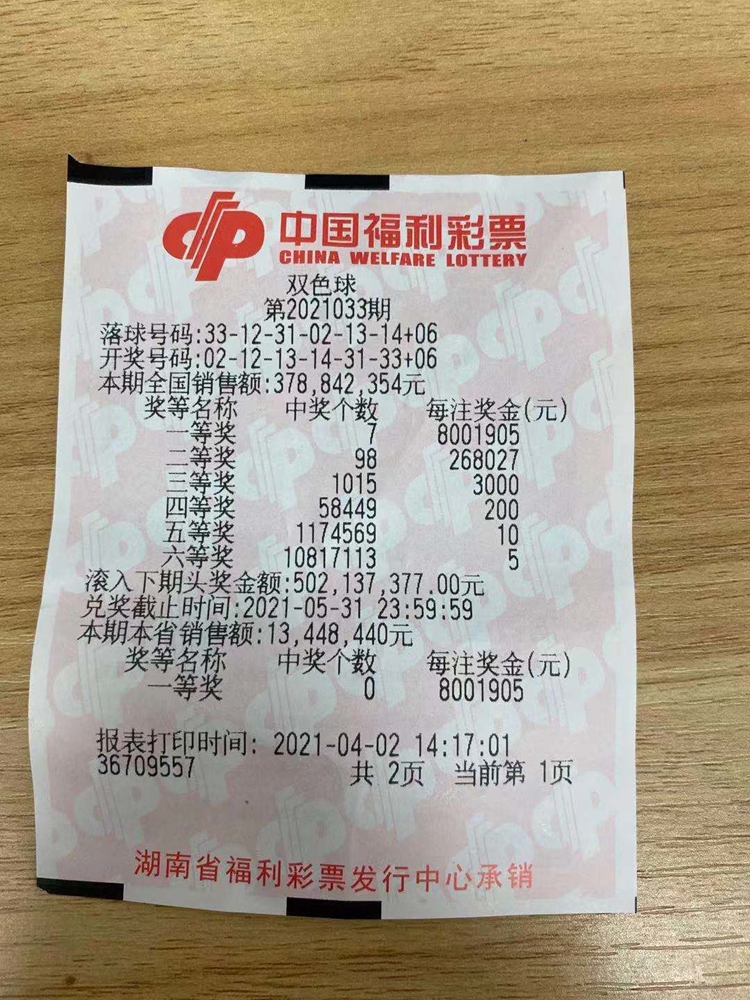 中国福利彩票
CHINA WELFARE LOTTERY
双色球
第2021033期
落球号码:33-12-31-02-13-14+06
开奖号码:02-12-13-14-31-33+06
本期全国销售额:378,842,354元
奖等名称 中奖个数 每注奖金(元)
一等奖 7 8001905
二等奖 98 268027
三等奖 1015 3000
四等奖 58449 200
五等奖 1174569 10
六等奖 10817113 5
滚入下期头奖金额:502,137,377.00元
兑奖截止时间:2021-05-31 23:59:59
本期本省销售额:13,448,440元
奖等名称 中奖个数 每注奖金(元)
一等奖 0 8001905
报表打印时间: 2021-04-02 14:17:01
36709557 共 2页 当前第 1页
湖南省福利彩票发行中心承销